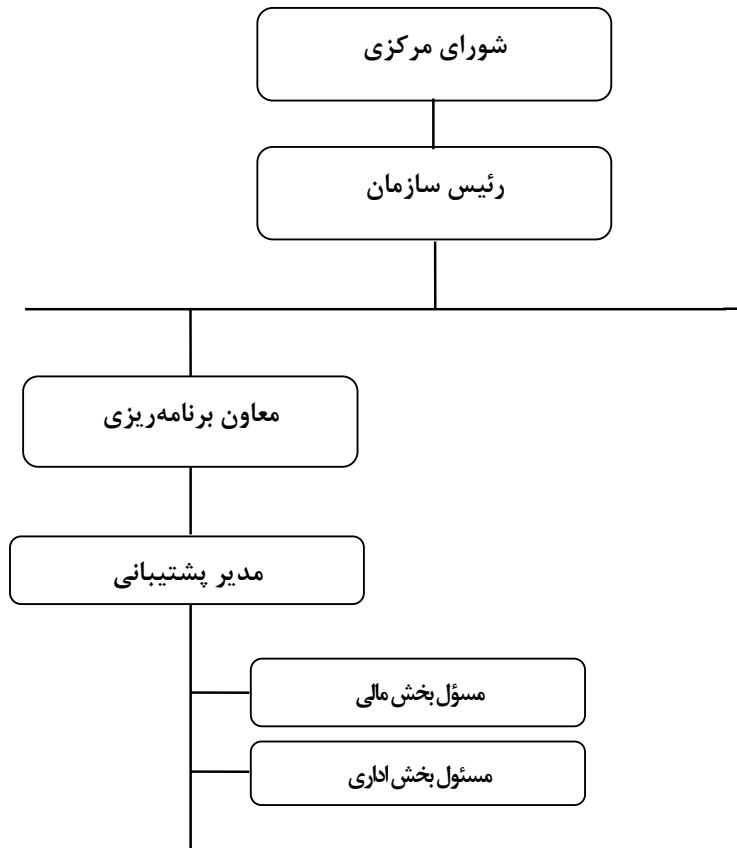 شورای مرکزی
رئیس سازمان
معاون برنامه‌ریزی
مدیر پشتیبانی
مسؤل بخش مالی
مسئول بخش اداری